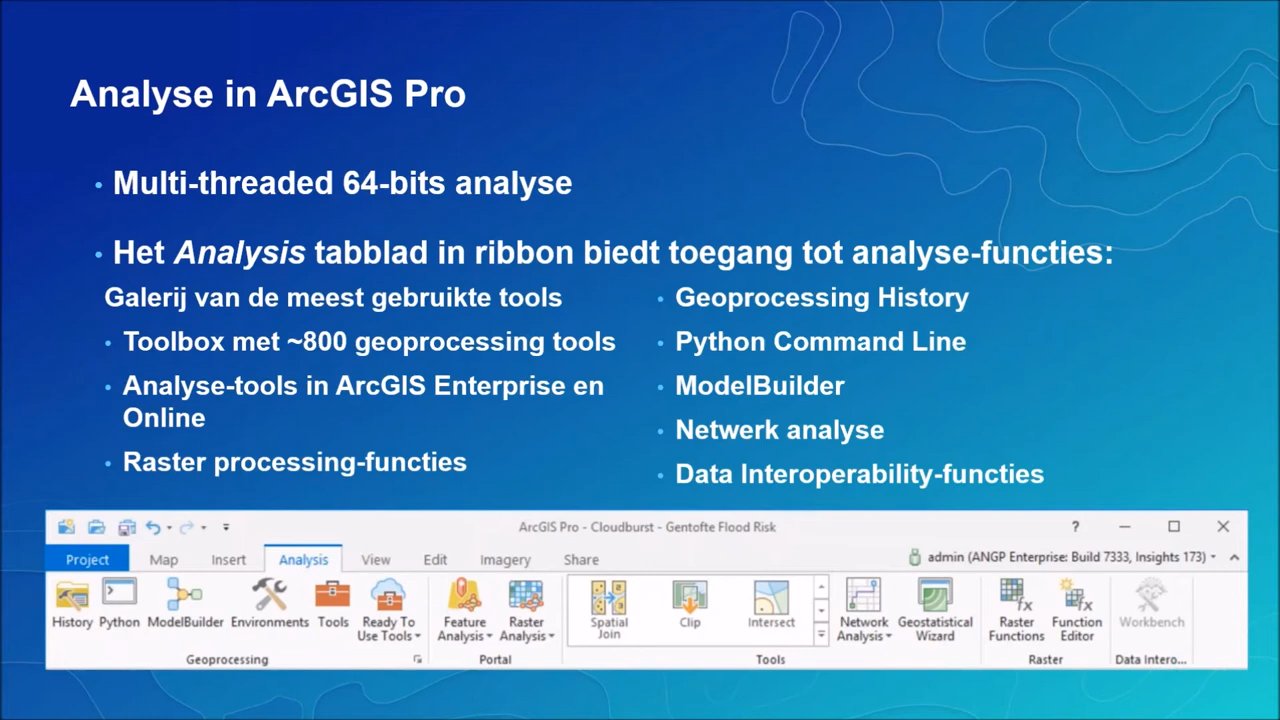 Analyse in ArcGIS Pro
• Multi-threaded 64-bits analyse
• Het Analysis tabblad in ribbon biedt toegang tot analyse-functies:
Galerij van de meest gebruikte tools
• Toolbox met ~800 geoprocessing tools
• Analyse-tools in ArcGIS Enterprise en
Online
• Raster processing-functies
• Geoprocessing History
• Python Command Line
• ModelBuilder
• Netwerk analyse
• Data Interoperability-functies
ArcGIS Pro - Cloudburst - Gentofte Flood Risk
?
Project Map Insert Analysis View Edit Imagery Share
admin (ANGP Enterprise: Build 7333, Insights 173)
History Python ModelBuilder Environments Tools Ready To
Use Tools
Geoprocessing
Feature
Analysis
Raster
Analysis
Portal
Spatial
Join
Clip
Intersect
Network
Analysis
Geostatistical
Wizard
Tools
Raster
Functions
Function
Editor
Raster
Workbench
Data Intero...